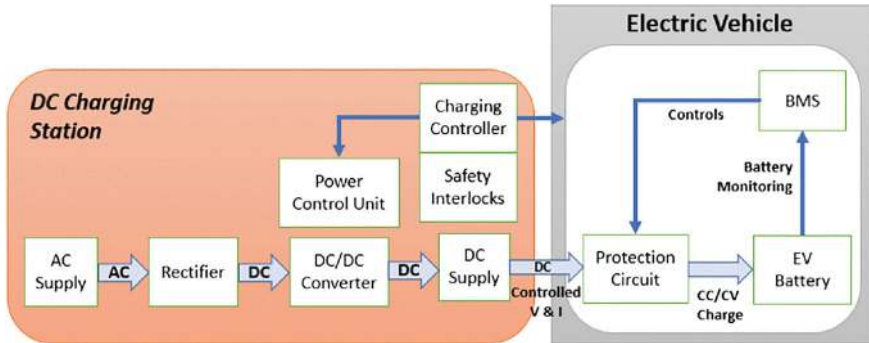 Electric Vehicle
DC Charging
Station
Charging
Controller
BMS
Controls
Power
Control Unit
Safety
Interlocks
Battery
Monitoring
AC
Supply
AC
Rectifier
DC
DC/DC
Converter
DC
DC
Supply
DC
Controlled
V & I
Protection
Circuit
CC/CV
Charge
EV
Battery